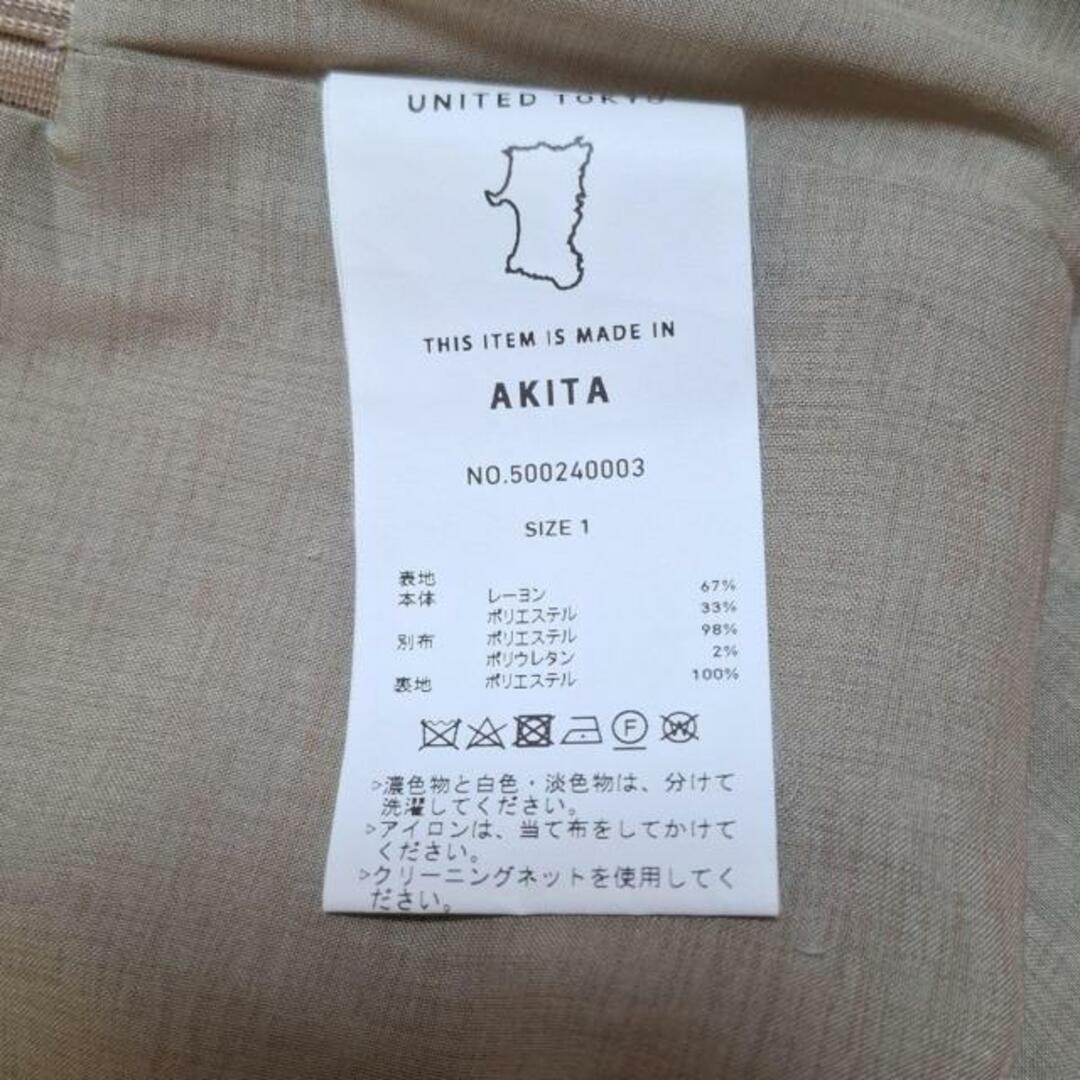 UNITED TOKYO
THIS ITEM IS MADE IN
AKITA
NO.500240003
SIZE 1
表地
本体 レーヨン 67%
ポリエステル 33%
別布 ポリエステル 98%
ポリウレタン 2%
裏地 ポリエステル 100%
F W
▷濃色物と白色・淡色物は、分けて
洗濯してください。
▷アイロンは、当て布をしてかけて
ください。
▷クリーニングネットを使用してく
ださい。